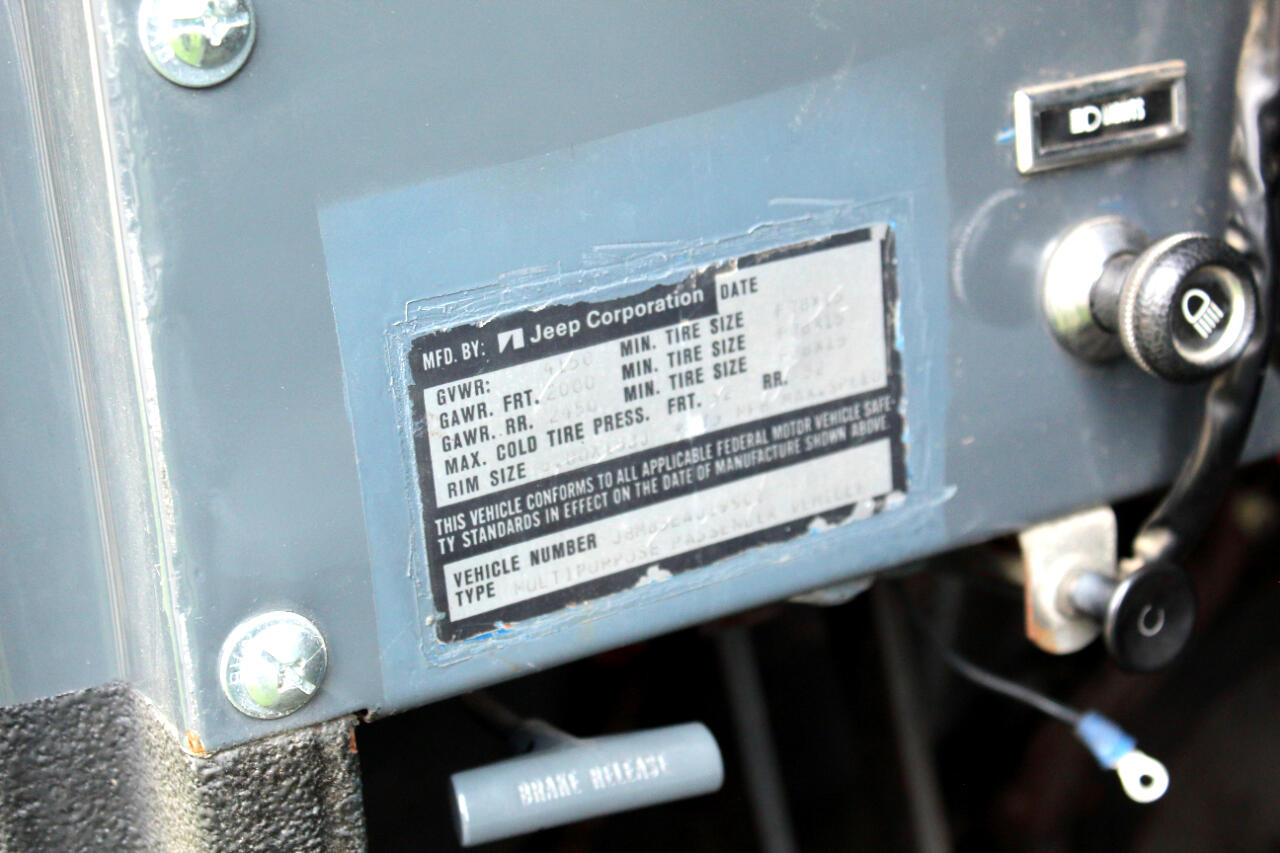 LIGHTS
MFD. BY: Jeep Corporation DATE
GVWR: 4150 MIN. TIRE SIZE
GAWR. FRT. 2000 MIN. TIRE SIZE
GAWR. RR. 2450 MIN. TIRE SIZE
MAX. COLD TIRE PRESS. FRT. RR.
RIM SIZE
THIS VEHICLE CONFORMS TO ALL APPLICABLE FEDERAL MOTOR VEHICLE SAFE-
TY STANDARDS IN EFFECT ON THE DATE OF MANUFACTURE SHOWN ABOVE.
VEHICLE NUMBER
TYPE MULTIPURPOSE PASSENGER VEHICLE
BRAKE RELEASE